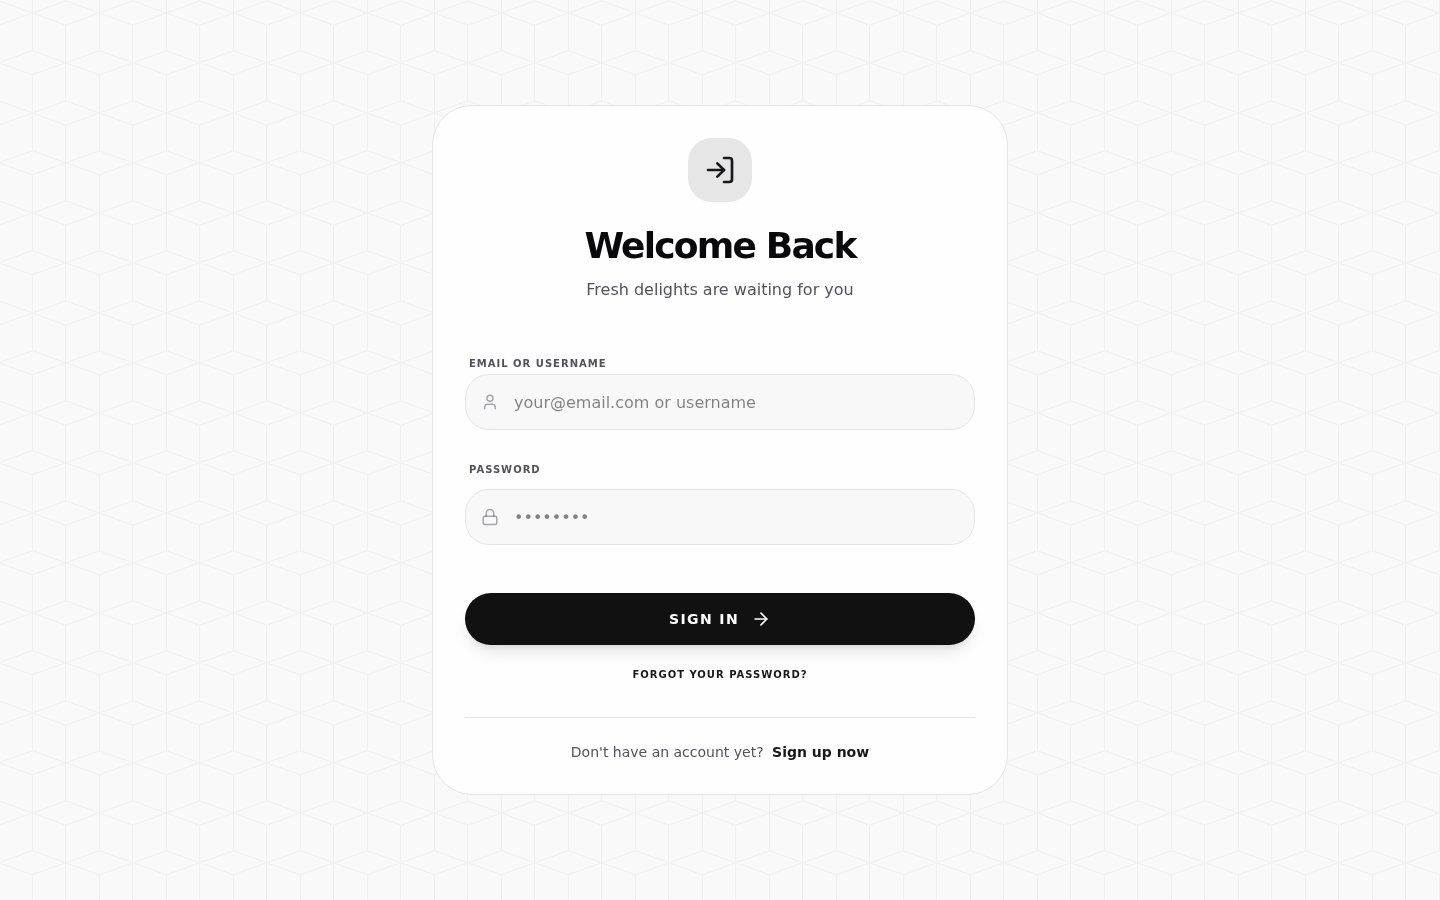 Welcome Back
Fresh delights are waiting for you
EMAIL OR USERNAME
your@email.com or username
PASSWORD
••••••••
SIGN IN
FORGOT YOUR PASSWORD?
Don't have an account yet? Sign up now